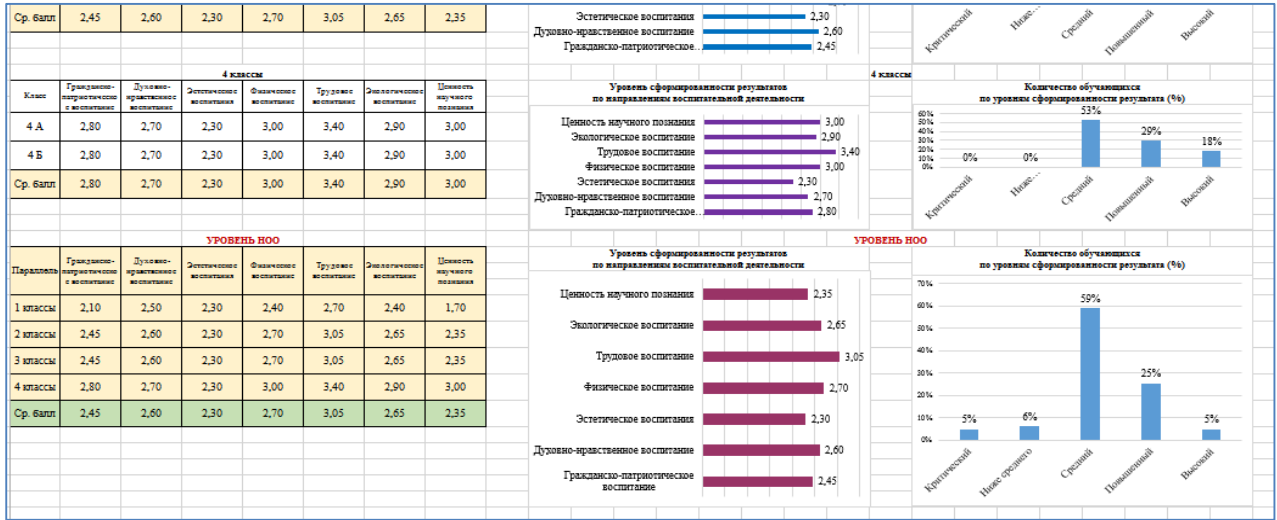 Ср. балл 2,45 2,60 2,30 2,70 3,05 2,65 2,35
Эстетическое воспитания 2,30
Духовно-нравственное воспитание 2,60
Гражданско-патриотическое… 2,45
Критический Ниже… Средний Повышенный Высокий
4 классы
Класс Гражданско-патриотическое воспитание Духовно-нравственное воспитание Эстетическое воспитания Физическое воспитание Трудовое воспитание Экологическое воспитание Ценность научного познания
4 А 2,80 2,70 2,30 3,00 3,40 2,90 3,00
4 Б 2,80 2,70 2,30 3,00 3,40 2,90 3,00
Ср. балл 2,80 2,70 2,30 3,00 3,40 2,90 3,00
4 классы
Уровень сформированности результатов
по направлениям воспитательной деятельности
Ценность научного познания 3,00
Экологическое воспитание 2,90
Трудовое воспитание 3,40
Физическое воспитание 3,00
Эстетическое воспитания 2,30
Духовно-нравственное воспитание 2,70
Гражданско-патриотическое… 2,80
Количество обучающихся
по уровням сформированности результата (%)
60%
50%
40%
30%
20%
10%
0%
0% 0% 53% 29% 18%
Критический Ниже… Средний Повышенный Высокий
УРОВЕНЬ НОО
Параллель Гражданско-патриотическое воспитание Духовно-нравственное воспитание Эстетическое воспитания Физическое воспитание Трудовое воспитание Экологическое воспитание Ценность научного познания
1 классы 2,10 2,50 2,30 2,40 2,70 2,40 1,70
2 классы 2,45 2,60 2,30 2,70 3,05 2,65 2,35
3 классы 2,45 2,60 2,30 2,70 3,05 2,65 2,35
4 классы 2,80 2,70 2,30 3,00 3,40 2,90 3,00
Ср. балл 2,45 2,60 2,30 2,70 3,05 2,65 2,35
УРОВЕНЬ НОО
Уровень сформированности результатов
по направлениям воспитательной деятельности
Ценность научного познания 2,35
Экологическое воспитание 2,65
Трудовое воспитание 3,05
Физическое воспитание 2,70
Эстетическое воспитания 2,30
Духовно-нравственное воспитание 2,60
Гражданско-патриотическое
воспитание 2,45
Количество обучающихся
по уровням сформированности результата (%)
70%
60%
50%
40%
30%
20%
10%
0%
5% 6% 59% 25% 5%
Критический Ниже среднего Средний Повышенный Высокий